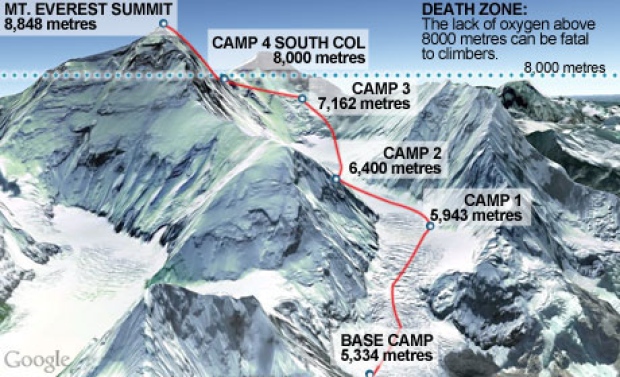 MT. EVEREST SUMMIT
8,848 metres
DEATH ZONE:
The lack of oxygen above
8000 metres can be fatal
to climbers.
8,000 metres
CAMP 4 SOUTH COL
8,000 metres
CAMP 3
7,162 metres
CAMP 2
6,400 metres
CAMP 1
5,943 metres
BASE CAMP
5,334 metres
Google